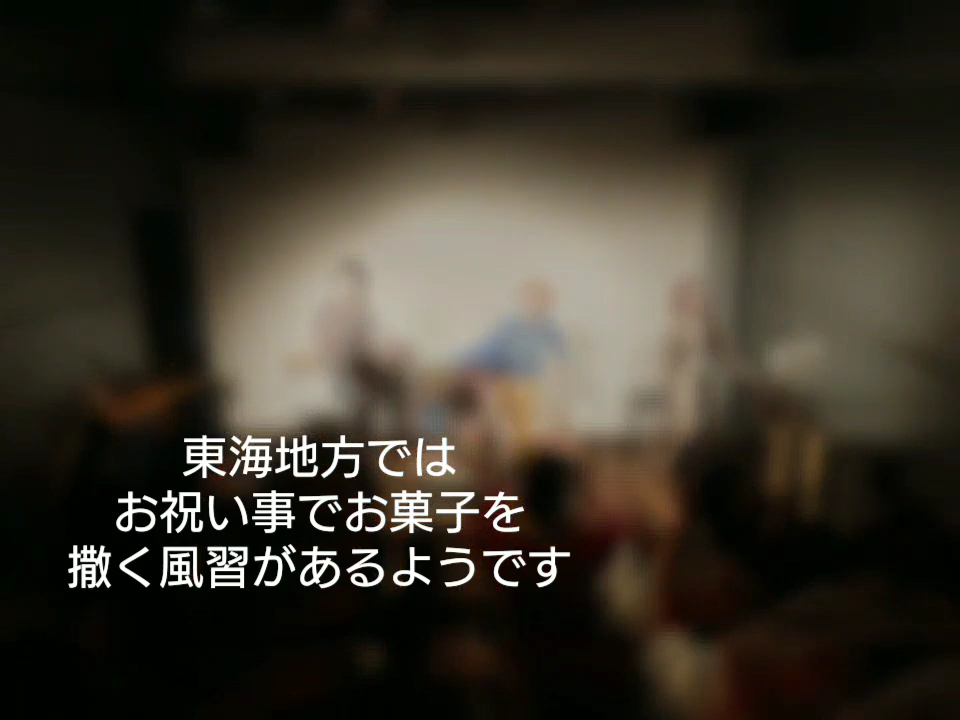 東海地方では
お祝い事でお菓子を
撒く風習があるようです